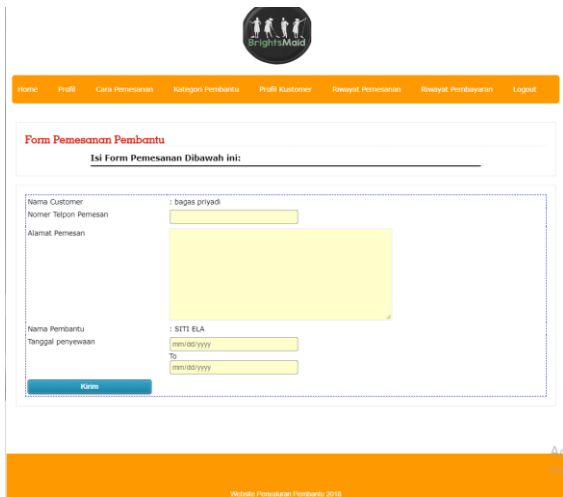 BrightsMaid
Home Profil Cara Pemesanan Kategori Pembantu Profil Kustomer Riwayat Pemesanan Riwayat Pembayaran Logout
Form Pemesanan Pembantu
Isi Form Pemesanan Dibawah ini:
Nama Customer : bagas priyadi
Nomer Telpon Pemesan
Alamat Pemesan
Nama Pembantu : SITI ELA
Tanggal penyewaan mm/dd/yyyy
To
mm/dd/yyyy
Kirim
Website Penyaluran Pembantu 2018